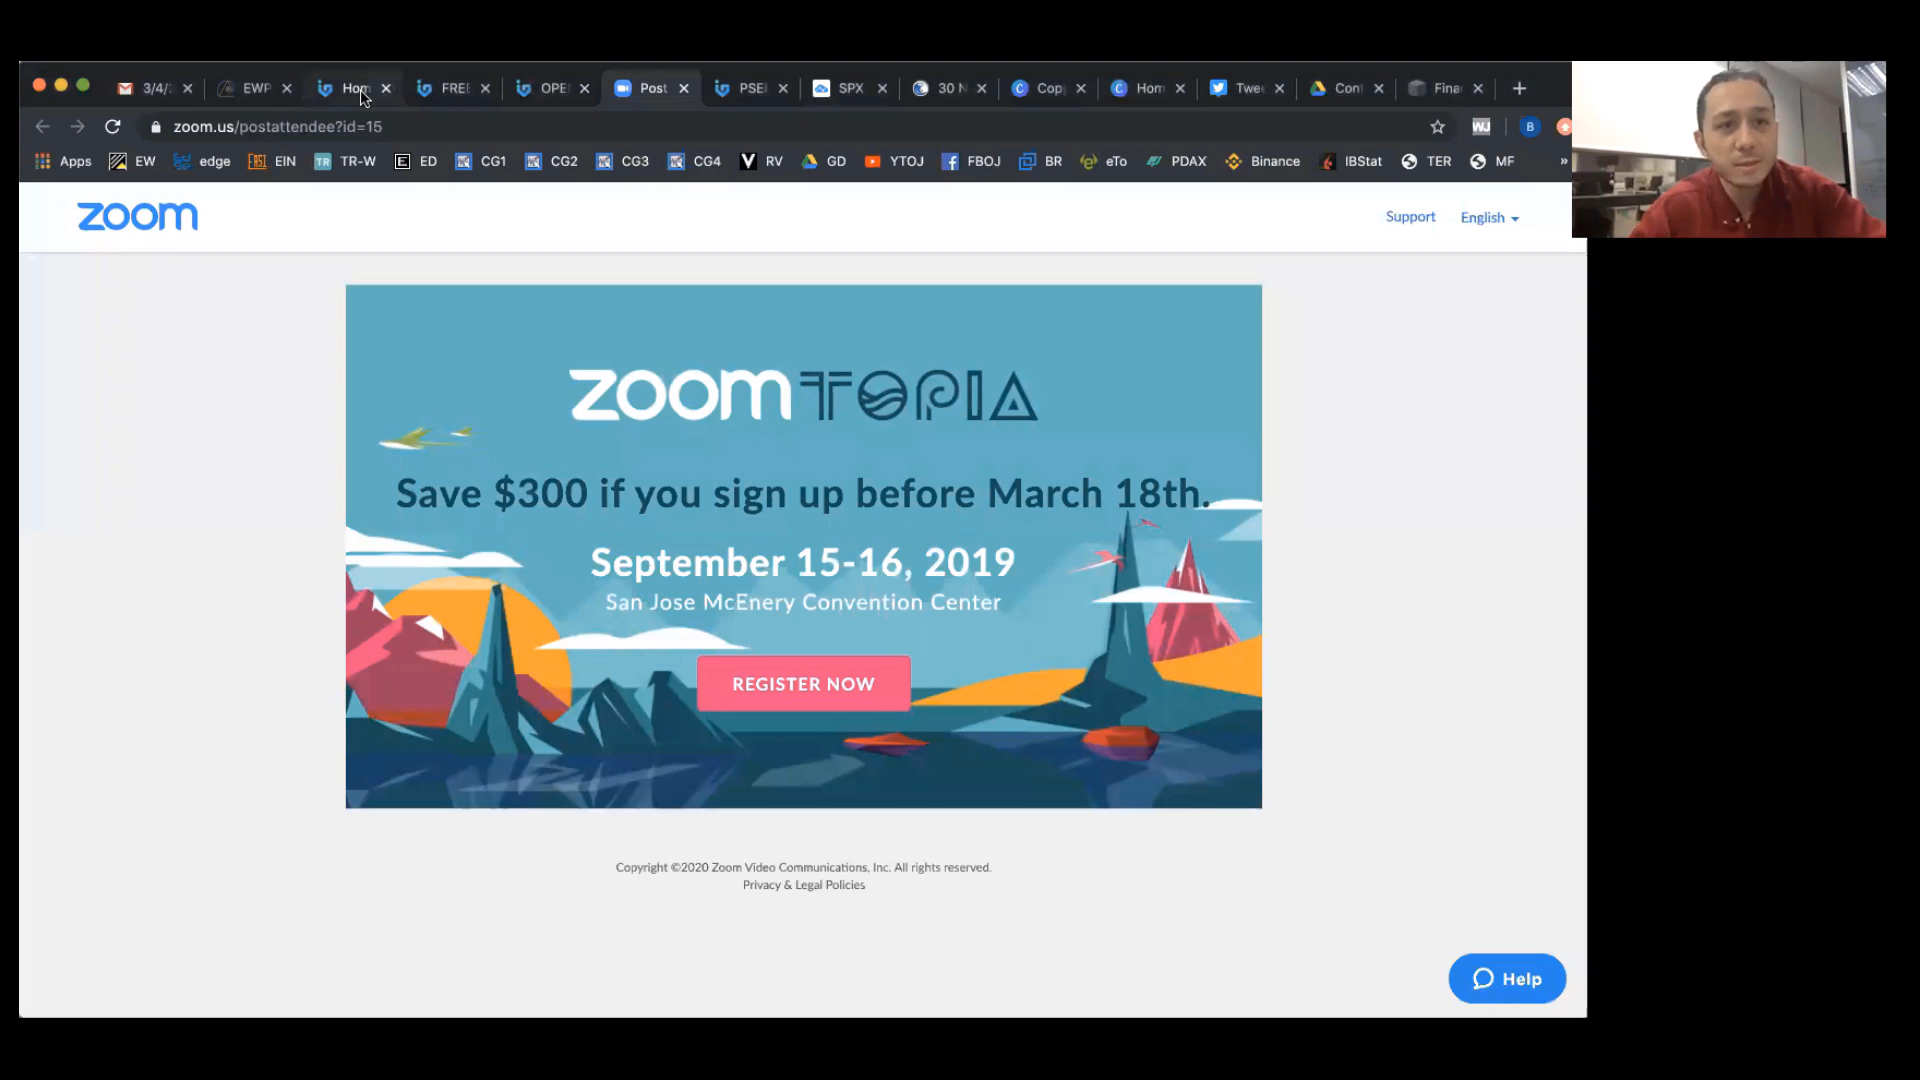 3/4/ EWP Hom FREE OPE Post PSE SPX 30 N Cop Hom Twe Con Fina
zoom.us/postattendee?id=15
WJ B
Apps EW edge EIN TR-W ED CG1 CG2 CG3 CG4 RV GD YTOJ FBOJ BR eTo PDAX Binance IBStat TER MF »
zoom
Support English
zoomTOPIA
Save $300 if you sign up before March 18th.
September 15-16, 2019
San Jose McEnery Convention Center
REGISTER NOW
Copyright ©2020 Zoom Video Communications, Inc. All rights reserved.
Privacy & Legal Policies
Help